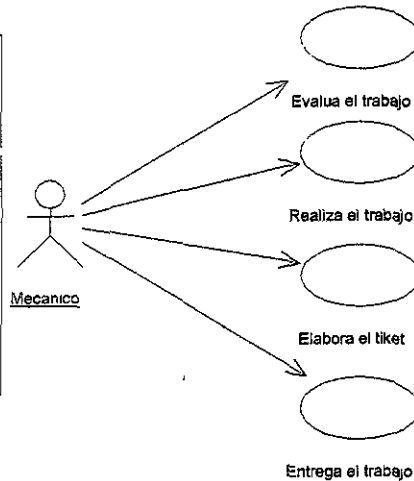 Evalua el trabajo
Realiza el trabajo
Mecanico
Elabora el tiket
Entrega el trabajo